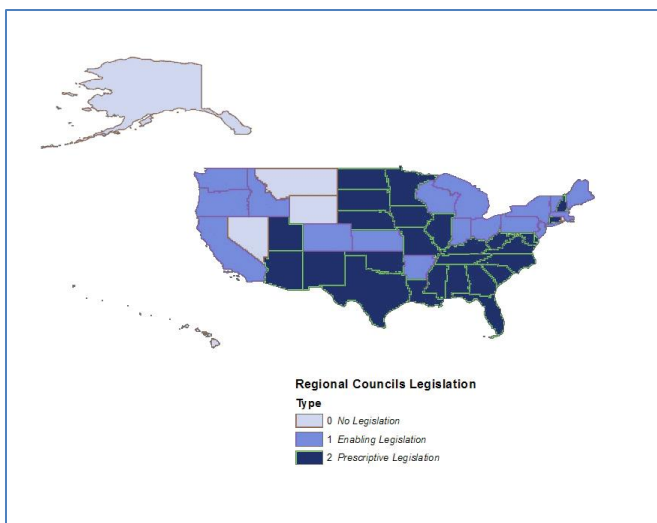 Regional Councils Legislation
Type
0 No Legislation
1 Enabling Legislation
2 Prescriptive Legislation